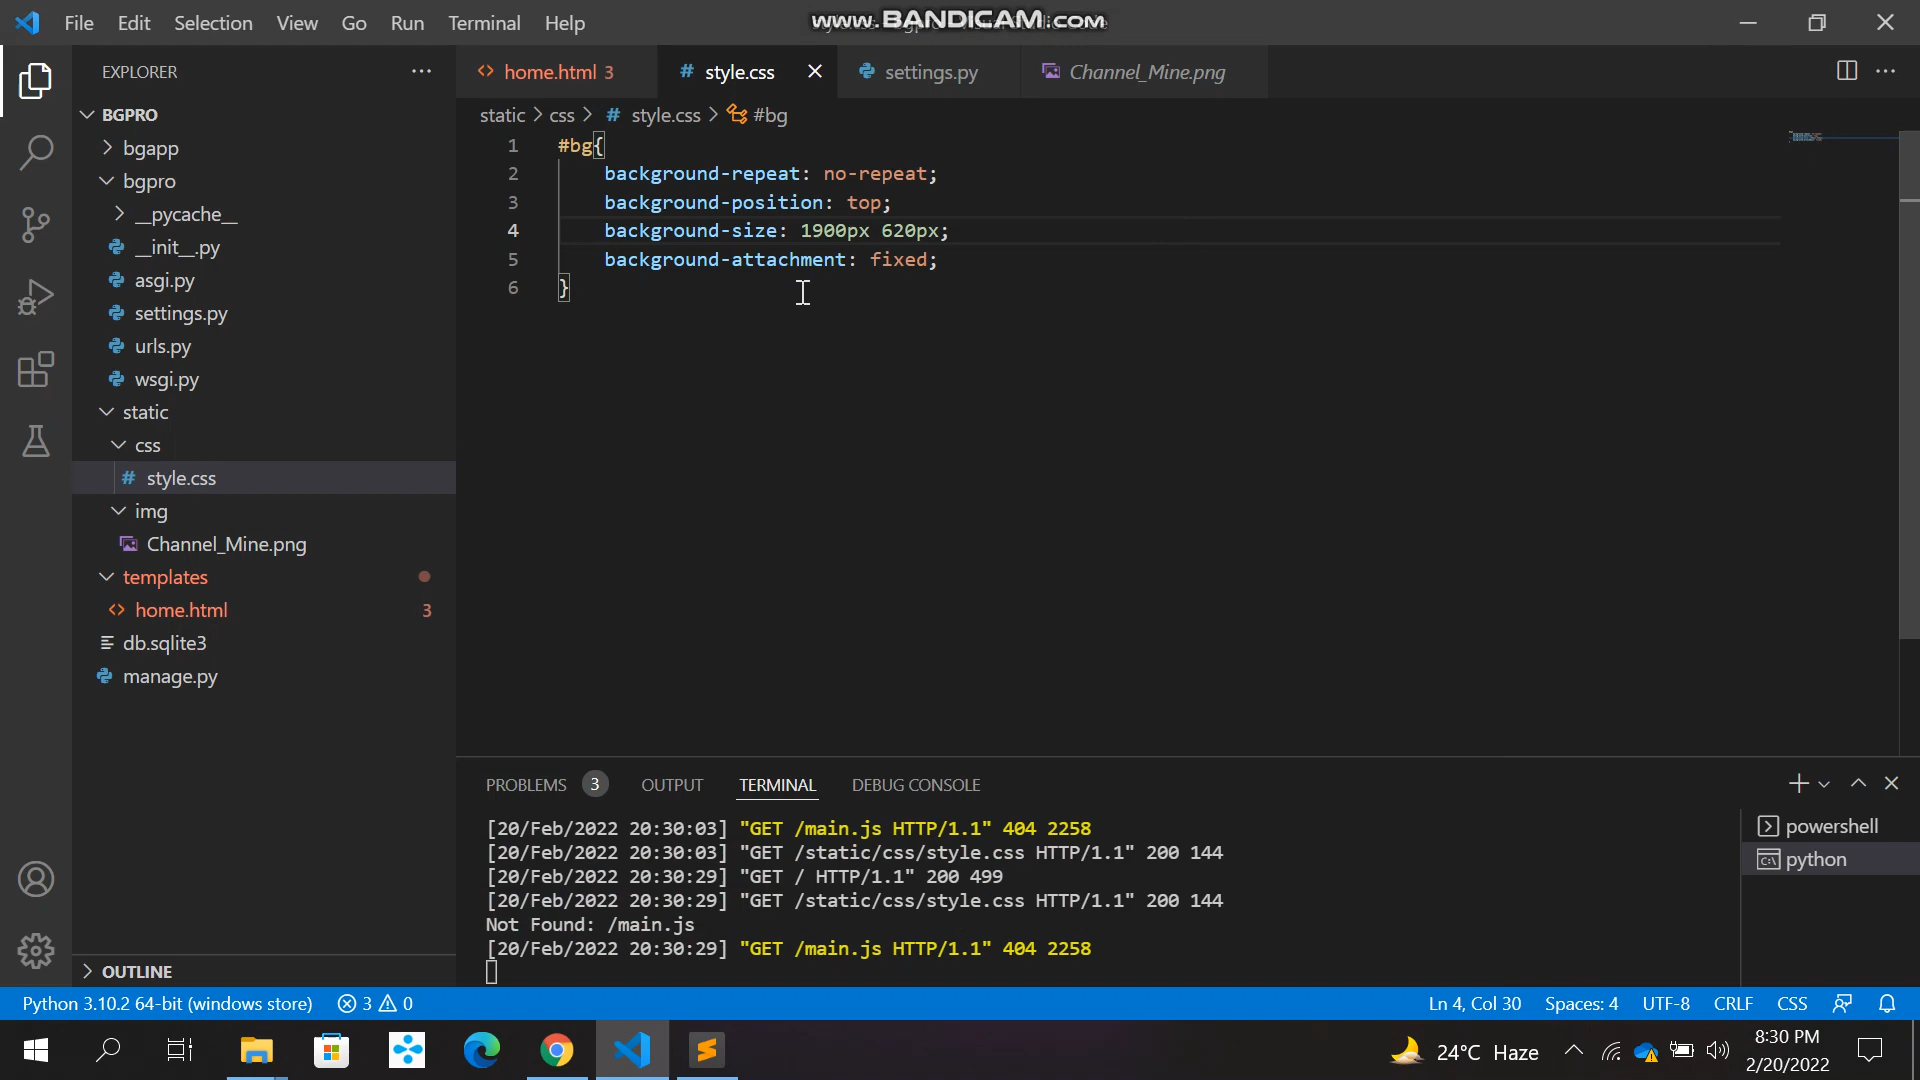 File Edit Selection View Go Run Terminal Help
www.BANDICAM.com
EXPLORER
home.html 3
# style.css
settings.py
Channel_Mine.png
static > css > # style.css > #bg
BGPRO
bgapp
bgpro
__pycache__
__init__.py
asgi.py
settings.py
urls.py
wsgi.py
static
css
# style.css
img
Channel_Mine.png
templates
home.html 3
db.sqlite3
manage.py
OUTLINE
1 #bg{
2 background-repeat: no-repeat;
3 background-position: top;
4 background-size: 1900px 620px;
5 background-attachment: fixed;
6 }
PROBLEMS 3 OUTPUT TERMINAL DEBUG CONSOLE
[20/Feb/2022 20:30:03] "GET /main.js HTTP/1.1" 404 2258
[20/Feb/2022 20:30:03] "GET /static/css/style.css HTTP/1.1" 200 144
[20/Feb/2022 20:30:29] "GET / HTTP/1.1" 200 499
[20/Feb/2022 20:30:29] "GET /static/css/style.css HTTP/1.1" 200 144
Not Found: /main.js
[20/Feb/2022 20:30:29] "GET /main.js HTTP/1.1" 404 2258
powershell
python
Python 3.10.2 64-bit (windows store) 3 0
Ln 4, Col 30 Spaces: 4 UTF-8 CRLF CSS
24°C Haze
8:30 PM
2/20/2022